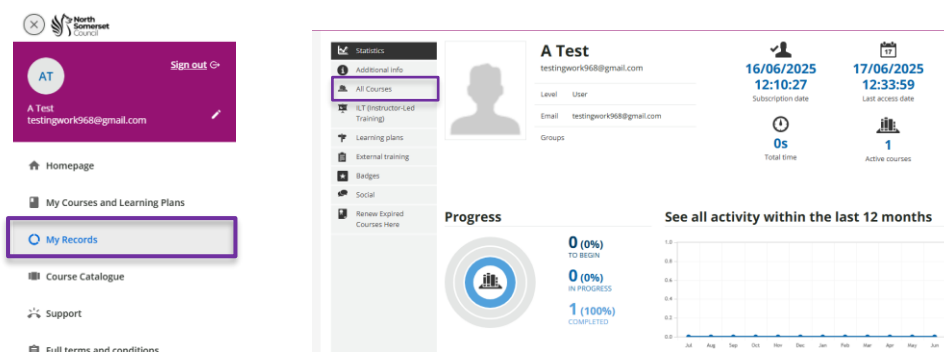 North
Somerset
Council
AT
Sign out
A Test
testingwork968@gmail.com
Homepage
My Courses and Learning Plans
My Records
Course Catalogue
Support
Full terms and conditions
Statistics
Additional info
All Courses
ILT (Instructor-Led
Training)
Learning plans
External training
Badges
Social
Renew Expired
Courses Here
A Test
testingwork968@gmail.com
Level User
Email testingwork968@gmail.com
Groups
16/06/2025
12:10:27
Subscription date
17
17/06/2025
12:33:59
Last access date
0s
Total time
1
Active courses
Progress
0 (0%)
TO BEGIN
0 (0%)
IN PROGRESS
1 (100%)
COMPLETED
See all activity within the last 12 months
1.0
0.8
0.6
0.4
0.2
0.0
Jul Aug Sep Oct Nov Dec Jan Feb Mar Apr May Jun